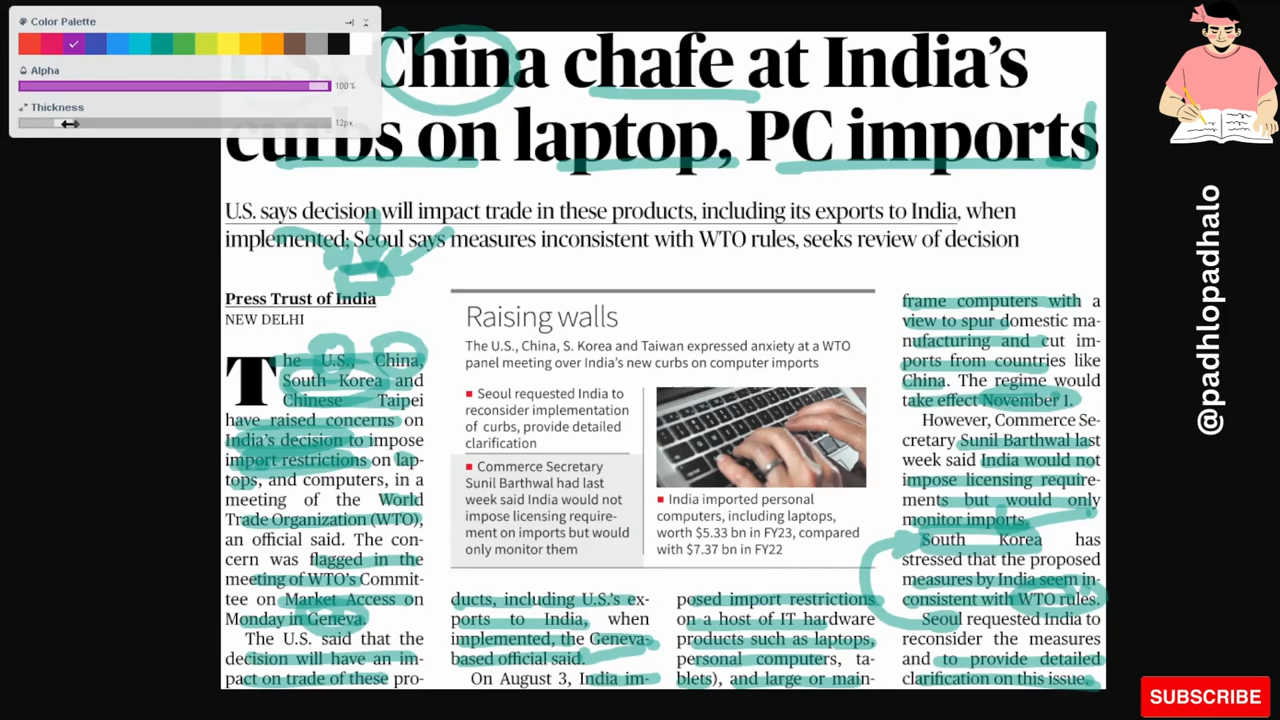 Color Palette
Alpha
100 %
Thickness
12px
China chafe at India's
curbs on laptop, PC imports
U.S. says decision will impact trade in these products, including its exports to India, when
implemented; Seoul says measures inconsistent with WTO rules, seeks review of decision
Press Trust of India
NEW DELHI
The U.S., China,
South Korea and
Chinese Taipei
have raised concerns on
India's decision to impose
import restrictions on lap-
tops, and computers, in a
meeting of the World
Trade Organization (WTO),
an official said. The con-
cern was flagged in the
meeting of WTO's Commit-
tee on Market Access on
Monday in Geneva.
The U.S. said that the
decision will have an im-
pact on trade of these pro-
Raising walls
The U.S., China, S. Korea and Taiwan expressed anxiety at a WTO
panel meeting over India's new curbs on computer imports
Seoul requested India to
reconsider implementation
of curbs, provide detailed
clarification
Commerce Secretary
Sunil Barthwal had last
week said India would not
impose licensing require-
ment on imports but would
only monitor them
India imported personal
computers, including laptops,
worth $5.33 bn in FY23, compared
with $7.37 bn in FY22
ducts, including U.S.'s ex-
ports to India, when
implemented, the Geneva-
based official said.
On August 3, India im-
posed import restrictions
on a host of IT hardware
products such as laptops,
personal computers, ta-
blets), and large or main-
frame computers with a
view to spur domestic ma-
nufacturing and cut im-
ports from countries like
China. The regime would
take effect November 1.
However, Commerce Se-
cretary Sunil Barthwal last
week said India would not
impose licensing require-
ments but would only
monitor imports.
South Korea has
stressed that the proposed
measures by India seem in-
consistent with WTO rules.
Seoul requested India to
reconsider the measures
and to provide detailed
clarification on this issue.
@padhlopadhalo
SUBSCRIBE